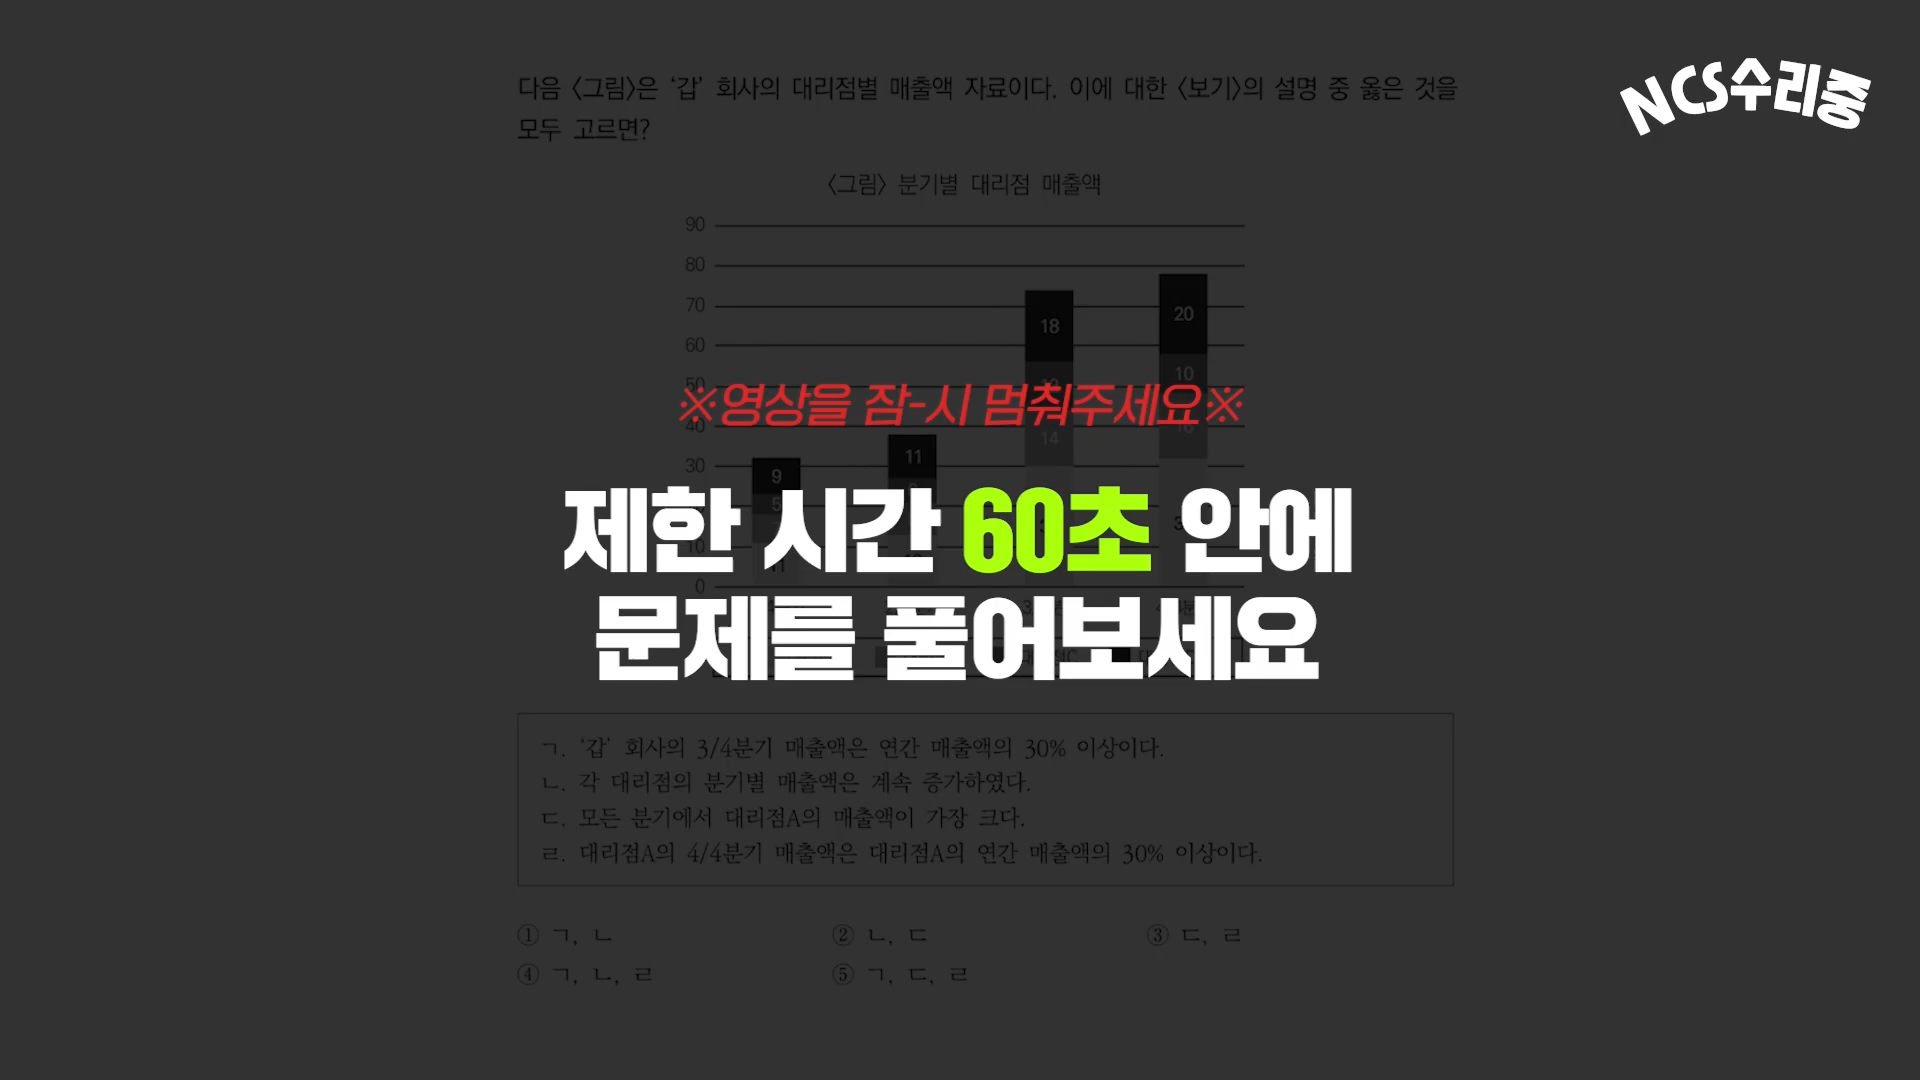 NCS수리중
다음 〈그림〉은 ‘갑’ 회사의 대리점별 매출액 자료이다. 이에 대한 〈보기〉의 설명 중 옳은 것을
모두 고르면?
〈그림〉 분기별 대리점 매출액
90
80
70
60
50
40
30
10
0
18
20
10
14
16
9
11
5
11
※영상을 잠-시 멈춰주세요※
제한 시간 60초 안에
문제를 풀어보세요
ㄱ. ‘갑’ 회사의 3/4분기 매출액은 연간 매출액의 30% 이상이다.
ㄴ. 각 대리점의 분기별 매출액은 계속 증가하였다.
ㄷ. 모든 분기에서 대리점A의 매출액이 가장 크다.
ㄹ. 대리점A의 4/4분기 매출액은 대리점A의 연간 매출액의 30% 이상이다.
① ㄱ, ㄴ ② ㄴ, ㄷ ③ ㄷ, ㄹ
④ ㄱ, ㄴ, ㄹ ⑤ ㄱ, ㄷ, ㄹ